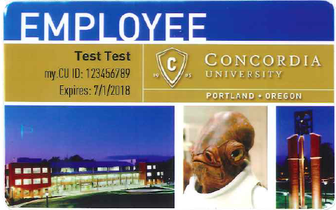 EMPLOYEE
Test Test
my.CU ID: 123456789
Expires: 7/1/2018
C
CONCORDIA
UNIVERSITY
PORTLAND • OREGON